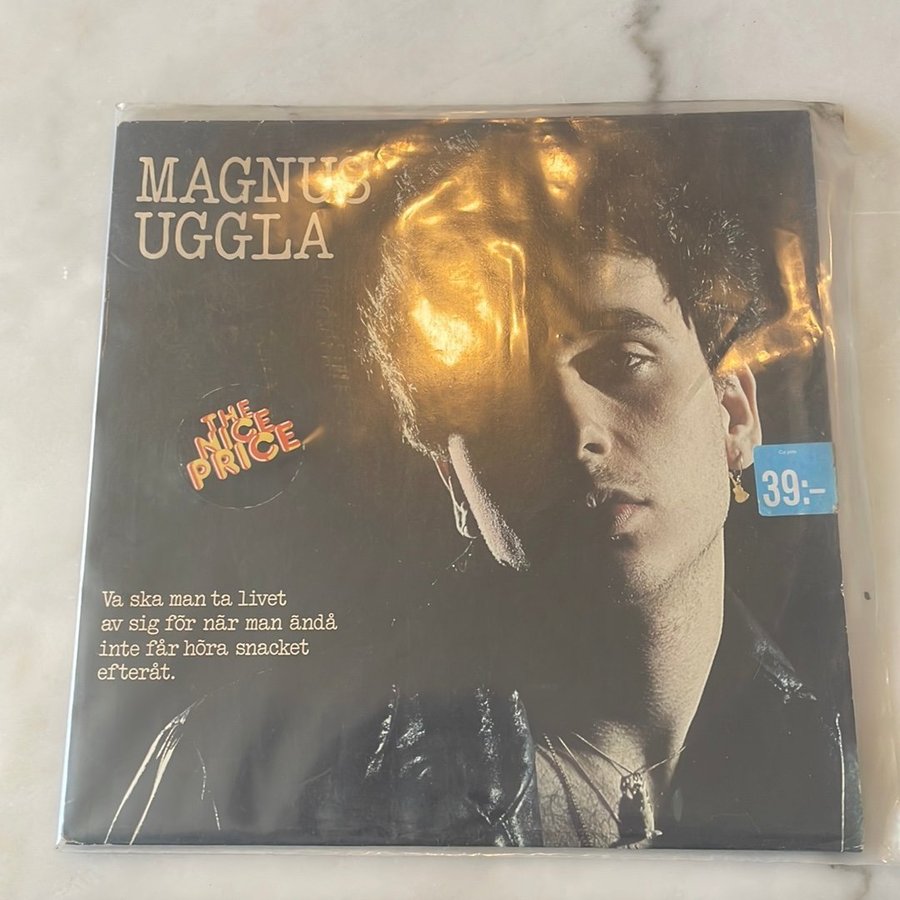 MAGNUS
UGGLA
THE
NICE
PRICE
39:-
Va ska man ta livet
av sig för när man ändå
inte får höra snacket
efteråt.